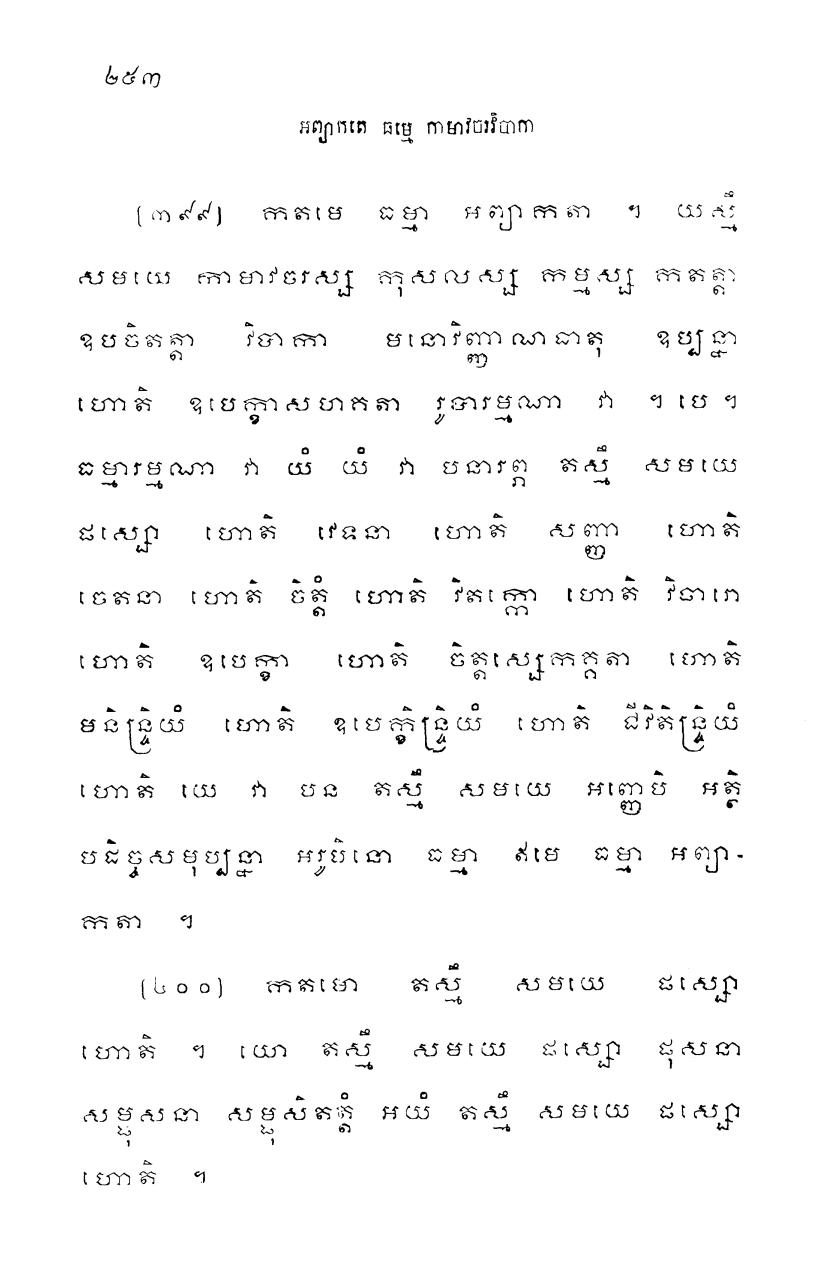 ២៥៣
អព្យាកតេ ធម្មេ កាមាវចរវិបាកា
(៣៩៩) កតមេ ធម្មា អព្យាកតា ។ យស្មឹ
សមយេ កាមាវចរស្ស កុសលស្ស កម្មស្ស កតត្តា
ឧបចិតត្តា វិបាកា មនោវិញ្ញាណធាតុ ឧប្បន្នា
ហោតិ ឧបេក្ខាសហគតា រូបារម្មណា វា ។ បេ ។
ធម្មារម្មណា វា យំ យំ វា បនារព្ភ តស្មឹ សមយេ
ផស្សោ ហោតិ វេទនា ហោតិ សញ្ញា ហោតិ
ចេតនា ហោតិ ចិត្តំ ហោតិ វិតក្កោ ហោតិ វិចារោ
ហោតិ ឧបេក្ខា ហោតិ ចិត្តស្សេកគ្គតា ហោតិ
មនិន្ទ្រិយំ ហោតិ ឧបេក្ខិន្ទ្រិយំ ហោតិ ជីវិតិន្ទ្រិយំ
ហោតិ យេ វា បន តស្មឹ សមយេ អញ្ញេបិ អត្ថិ
បដិច្ចសមុប្បន្នា អរូបិនោ ធម្មា ឥមេ ធម្មា អព្យា-
កតា ។
(៤០០) កតមោ តស្មឹ សមយេ ផស្សោ
ហោតិ ។ យោ តស្មឹ សមយេ ផស្សោ ផុសនា
សម្ផុសនា សម្ផុសិតត្តំ អយំ តស្មឹ សមយេ ផស្សោ
ហោតិ ។